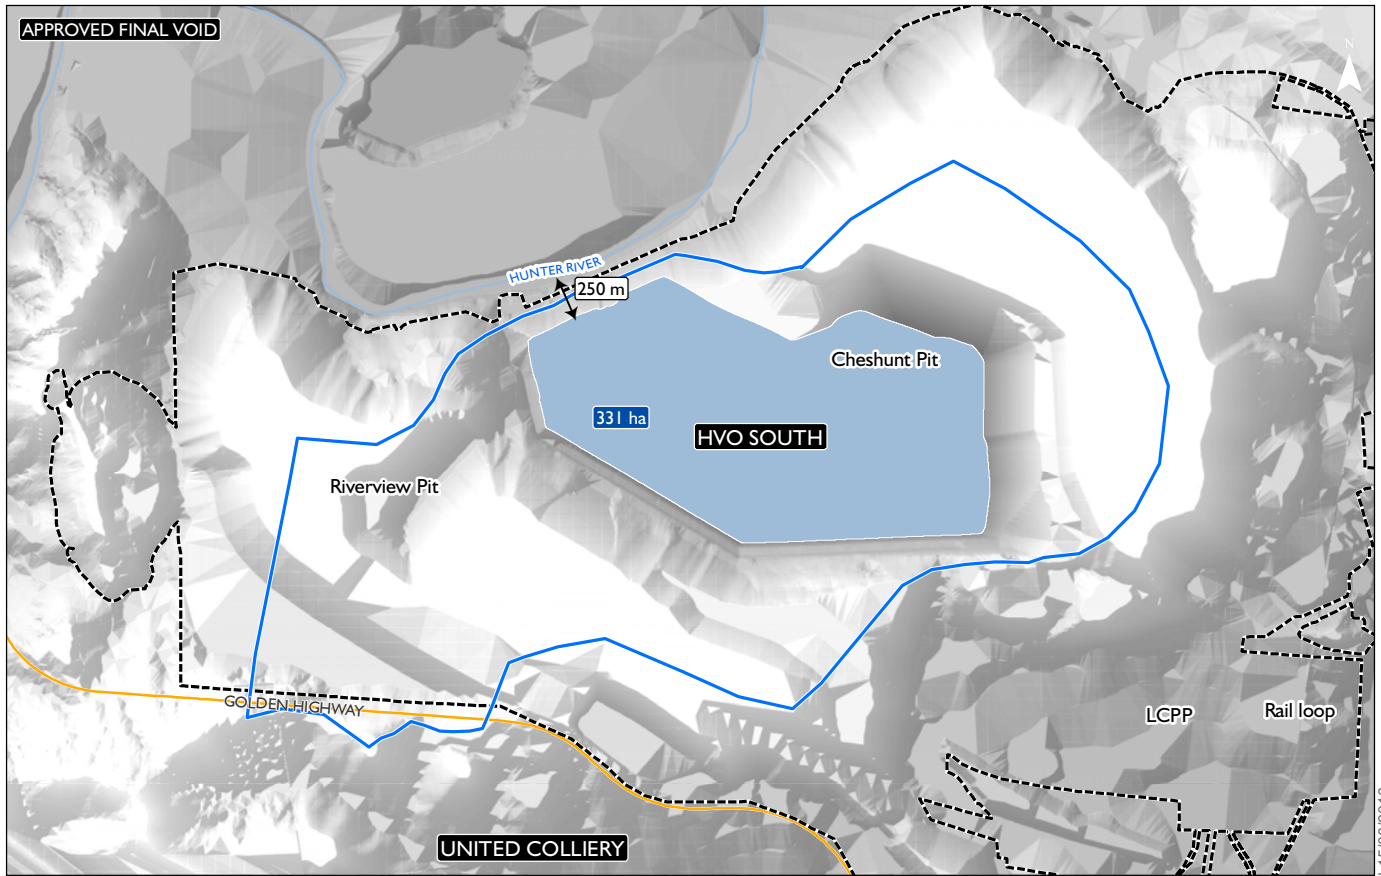 APPROVED FINAL VOID
N
HUNTER RIVER
250 m
Cheshunt Pit
331 ha
HVO SOUTH
Riverview Pit
GOLDEN HIGHWAY
LCPP
Rail loop
UNITED COLLIERY